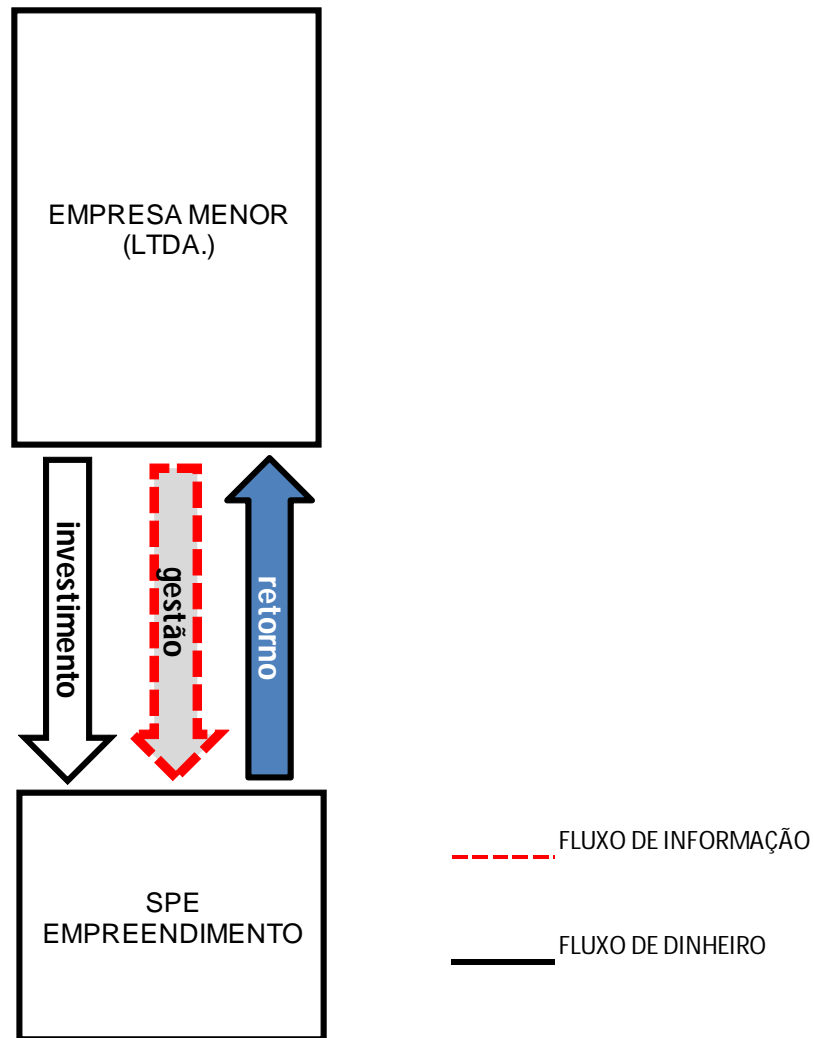 EMPRESA MENOR
(LTDA.)
investimento
gestão
retorno
SPE
EMPREENDIMENTO
FLUXO DE INFORMAÇÃO
FLUXO DE DINHEIRO